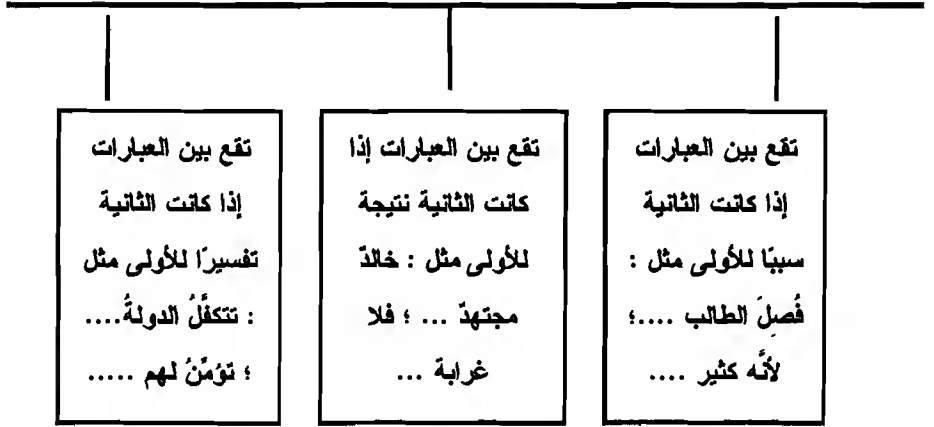 تقع بين العبارات
إذا كانت الثانية
سببًا للأولى مثل :
فُصِلَ الطالب ....؛
لأنَّه كثير ....
تقع بين العبارات إذا
كانت الثانية نتيجة
للأولى مثل : خالدٌ
مجتهدٌ ... ؛ فلا
غرابة ...
تقع بين العبارات
إذا كانت الثانية
تفسيرًا للأولى مثل
: تتكفَّلُ الدولةُ....
؛ تؤمِّنُ لهم .....